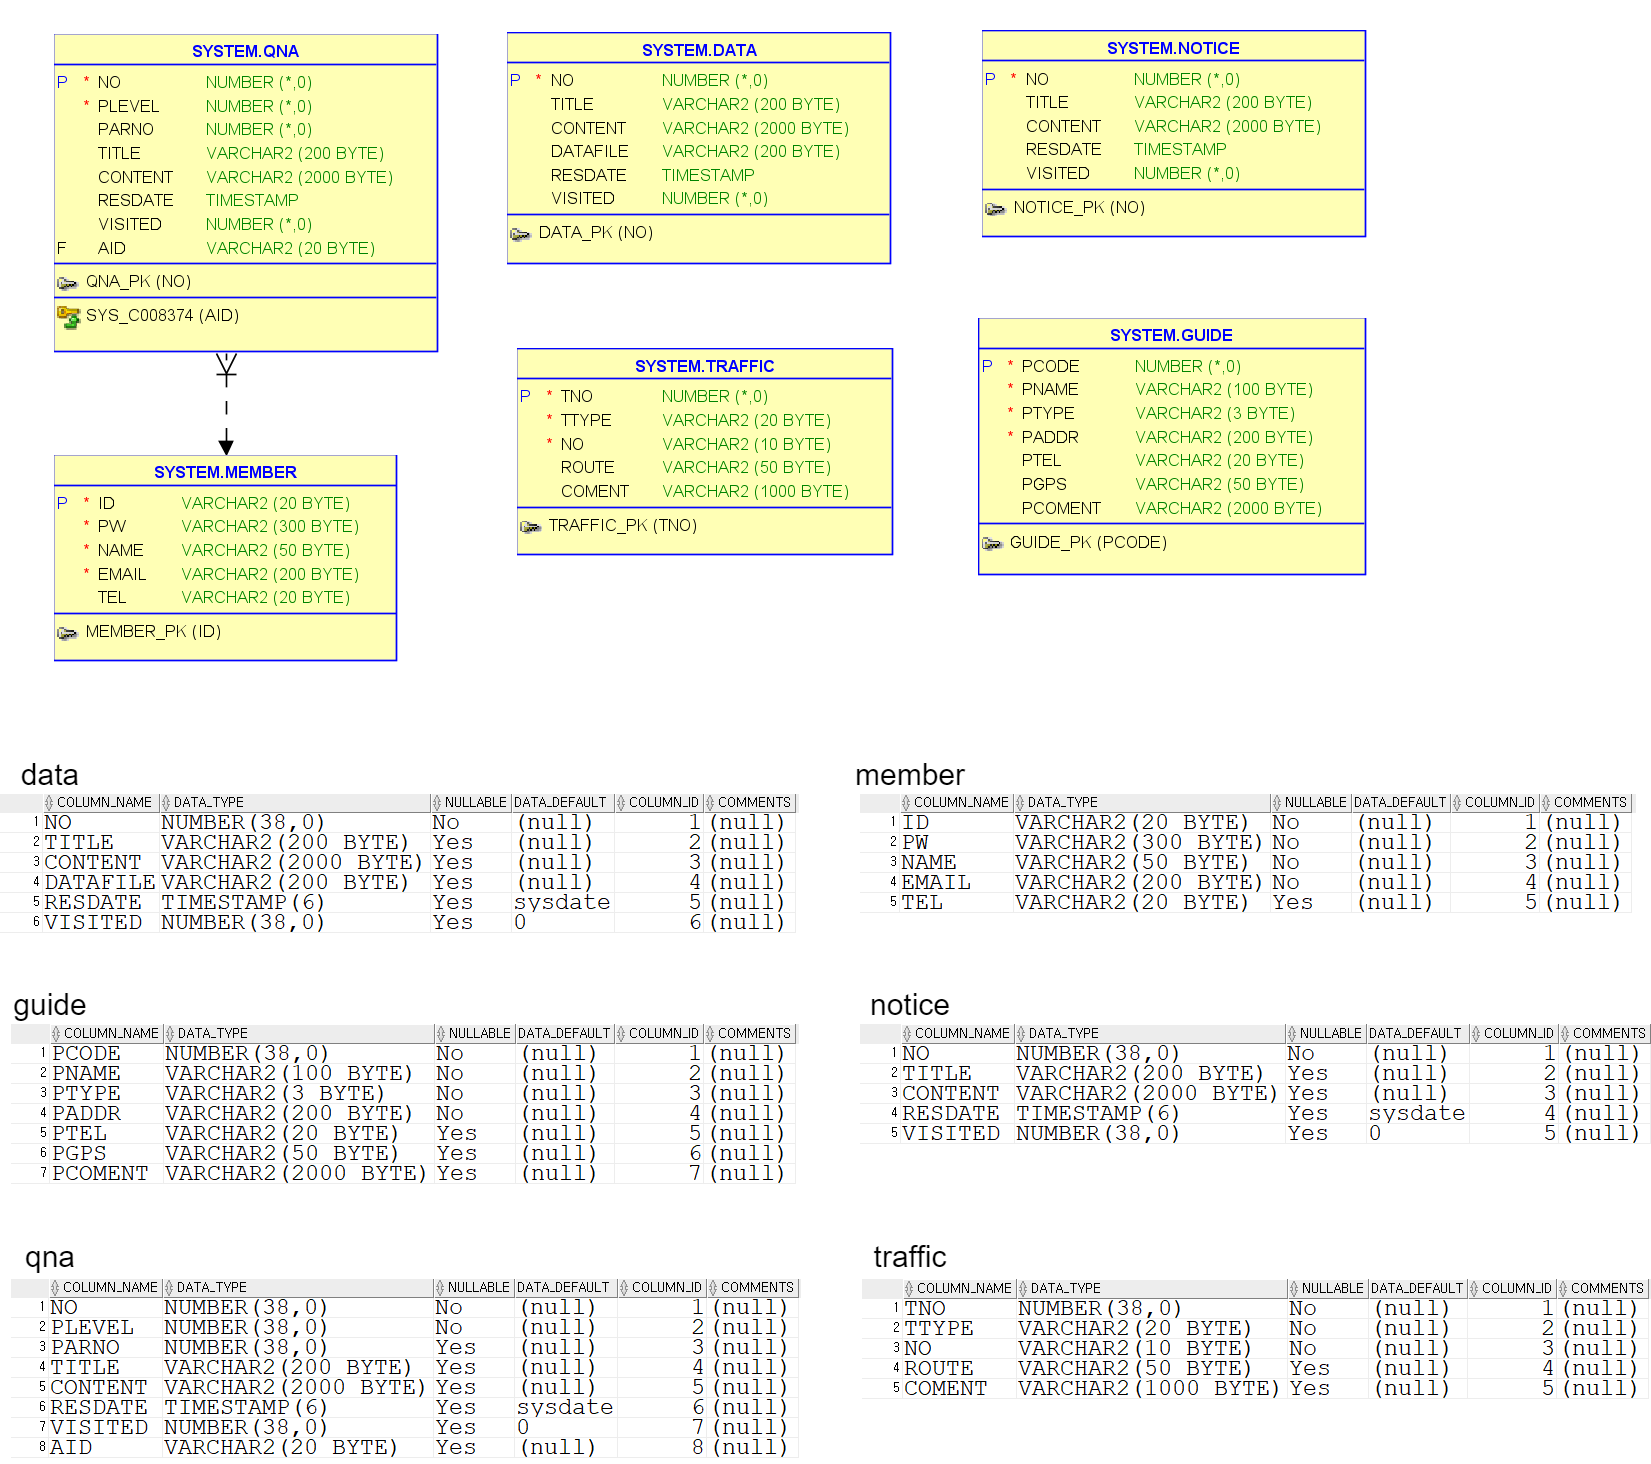 SYSTEM.QNA
P * NO NUMBER (*,0)
* PLEVEL NUMBER (*,0)
PARNO NUMBER (*,0)
TITLE VARCHAR2 (200 BYTE)
CONTENT VARCHAR2 (2000 BYTE)
RESDATE TIMESTAMP
VISITED NUMBER (*,0)
F AID VARCHAR2 (20 BYTE)
QNA_PK (NO)
SYS_C008374 (AID)
SYSTEM.DATA
P * NO NUMBER (*,0)
TITLE VARCHAR2 (200 BYTE)
CONTENT VARCHAR2 (2000 BYTE)
DATAFILE VARCHAR2 (200 BYTE)
RESDATE TIMESTAMP
VISITED NUMBER (*,0)
DATA_PK (NO)
SYSTEM.NOTICE
P * NO NUMBER (*,0)
TITLE VARCHAR2 (200 BYTE)
CONTENT VARCHAR2 (2000 BYTE)
RESDATE TIMESTAMP
VISITED NUMBER (*,0)
NOTICE_PK (NO)
SYSTEM.MEMBER
P * ID VARCHAR2 (20 BYTE)
* PW VARCHAR2 (300 BYTE)
* NAME VARCHAR2 (50 BYTE)
* EMAIL VARCHAR2 (200 BYTE)
TEL VARCHAR2 (20 BYTE)
MEMBER_PK (ID)
SYSTEM.TRAFFIC
P * TNO NUMBER (*,0)
* TTYPE VARCHAR2 (20 BYTE)
* NO VARCHAR2 (10 BYTE)
ROUTE VARCHAR2 (50 BYTE)
COMENT VARCHAR2 (1000 BYTE)
TRAFFIC_PK (TNO)
SYSTEM.GUIDE
P * PCODE NUMBER (*,0)
* PNAME VARCHAR2 (100 BYTE)
* PTYPE VARCHAR2 (3 BYTE)
* PADDR VARCHAR2 (200 BYTE)
PTEL VARCHAR2 (20 BYTE)
PGPS VARCHAR2 (50 BYTE)
PCOMENT VARCHAR2 (2000 BYTE)
GUIDE_PK (PCODE)
data
COLUMN_NAME DATA_TYPE NULLABLE DATA_DEFAULT COLUMN_ID COMMENTS
1 NO NUMBER(38,0) No (null) 1 (null)
2 TITLE VARCHAR2(200 BYTE) Yes (null) 2 (null)
3 CONTENT VARCHAR2(2000 BYTE) Yes (null) 3 (null)
4 DATAFILE VARCHAR2(200 BYTE) Yes (null) 4 (null)
5 RESDATE TIMESTAMP(6) Yes sysdate 5 (null)
6 VISITED NUMBER(38,0) Yes 0 6 (null)
member
COLUMN_NAME DATA_TYPE NULLABLE DATA_DEFAULT COLUMN_ID COMMENTS
1 ID VARCHAR2(20 BYTE) No (null) 1 (null)
2 PW VARCHAR2(300 BYTE) No (null) 2 (null)
3 NAME VARCHAR2(50 BYTE) No (null) 3 (null)
4 EMAIL VARCHAR2(200 BYTE) No (null) 4 (null)
5 TEL VARCHAR2(20 BYTE) Yes (null) 5 (null)
guide
COLUMN_NAME DATA_TYPE NULLABLE DATA_DEFAULT COLUMN_ID COMMENTS
1 PCODE NUMBER(38,0) No (null) 1 (null)
2 PNAME VARCHAR2(100 BYTE) No (null) 2 (null)
3 PTYPE VARCHAR2(3 BYTE) No (null) 3 (null)
4 PADDR VARCHAR2(200 BYTE) No (null) 4 (null)
5 PTEL VARCHAR2(20 BYTE) Yes (null) 5 (null)
6 PGPS VARCHAR2(50 BYTE) Yes (null) 6 (null)
7 PCOMENT VARCHAR2(2000 BYTE) Yes (null) 7 (null)
notice
COLUMN_NAME DATA_TYPE NULLABLE DATA_DEFAULT COLUMN_ID COMMENTS
1 NO NUMBER(38,0) No (null) 1 (null)
2 TITLE VARCHAR2(200 BYTE) Yes (null) 2 (null)
3 CONTENT VARCHAR2(2000 BYTE) Yes (null) 3 (null)
4 RESDATE TIMESTAMP(6) Yes sysdate 4 (null)
5 VISITED NUMBER(38,0) Yes 0 5 (null)
qna
COLUMN_NAME DATA_TYPE NULLABLE DATA_DEFAULT COLUMN_ID COMMENTS
1 NO NUMBER(38,0) No (null) 1 (null)
2 PLEVEL NUMBER(38,0) No (null) 2 (null)
3 PARNO NUMBER(38,0) Yes (null) 3 (null)
4 TITLE VARCHAR2(200 BYTE) Yes (null) 4 (null)
5 CONTENT VARCHAR2(2000 BYTE) Yes (null) 5 (null)
6 RESDATE TIMESTAMP(6) Yes sysdate 6 (null)
7 VISITED NUMBER(38,0) Yes 0 7 (null)
8 AID VARCHAR2(20 BYTE) Yes (null) 8 (null)
traffic
COLUMN_NAME DATA_TYPE NULLABLE DATA_DEFAULT COLUMN_ID COMMENTS
1 TNO NUMBER(38,0) No (null) 1 (null)
2 TTYPE VARCHAR2(20 BYTE) No (null) 2 (null)
3 NO VARCHAR2(10 BYTE) No (null) 3 (null)
4 ROUTE VARCHAR2(50 BYTE) Yes (null) 4 (null)
5 COMENT VARCHAR2(1000 BYTE) Yes (null) 5 (null)